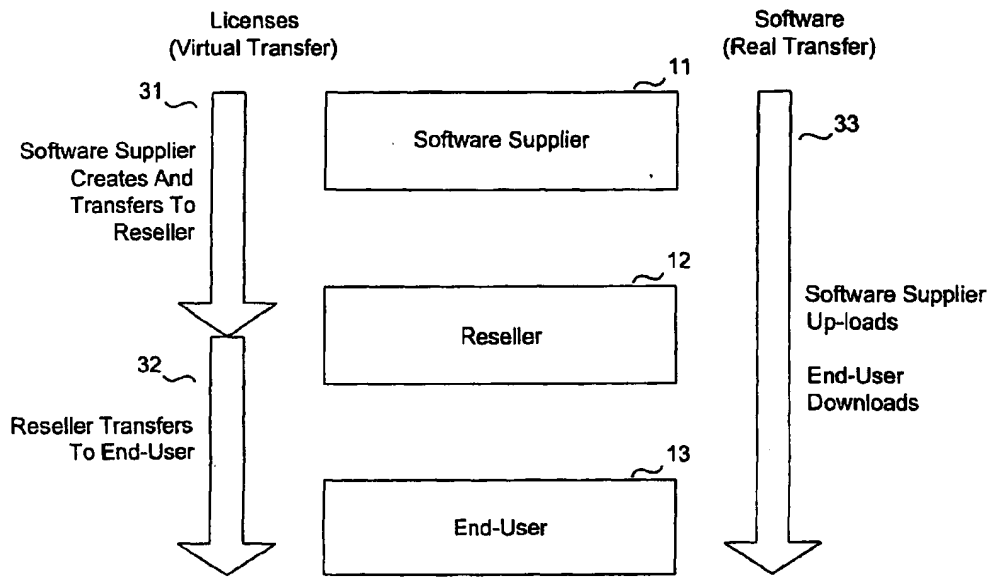 Licenses
(Virtual Transfer)
Software
(Real Transfer)
31
11
33
Software Supplier
Creates And
Transfers To
Reseller
Software Supplier
12
Software Supplier
Up-loads
Reseller
32
End-User
Downloads
Reseller Transfers
To End-User
13
End-User